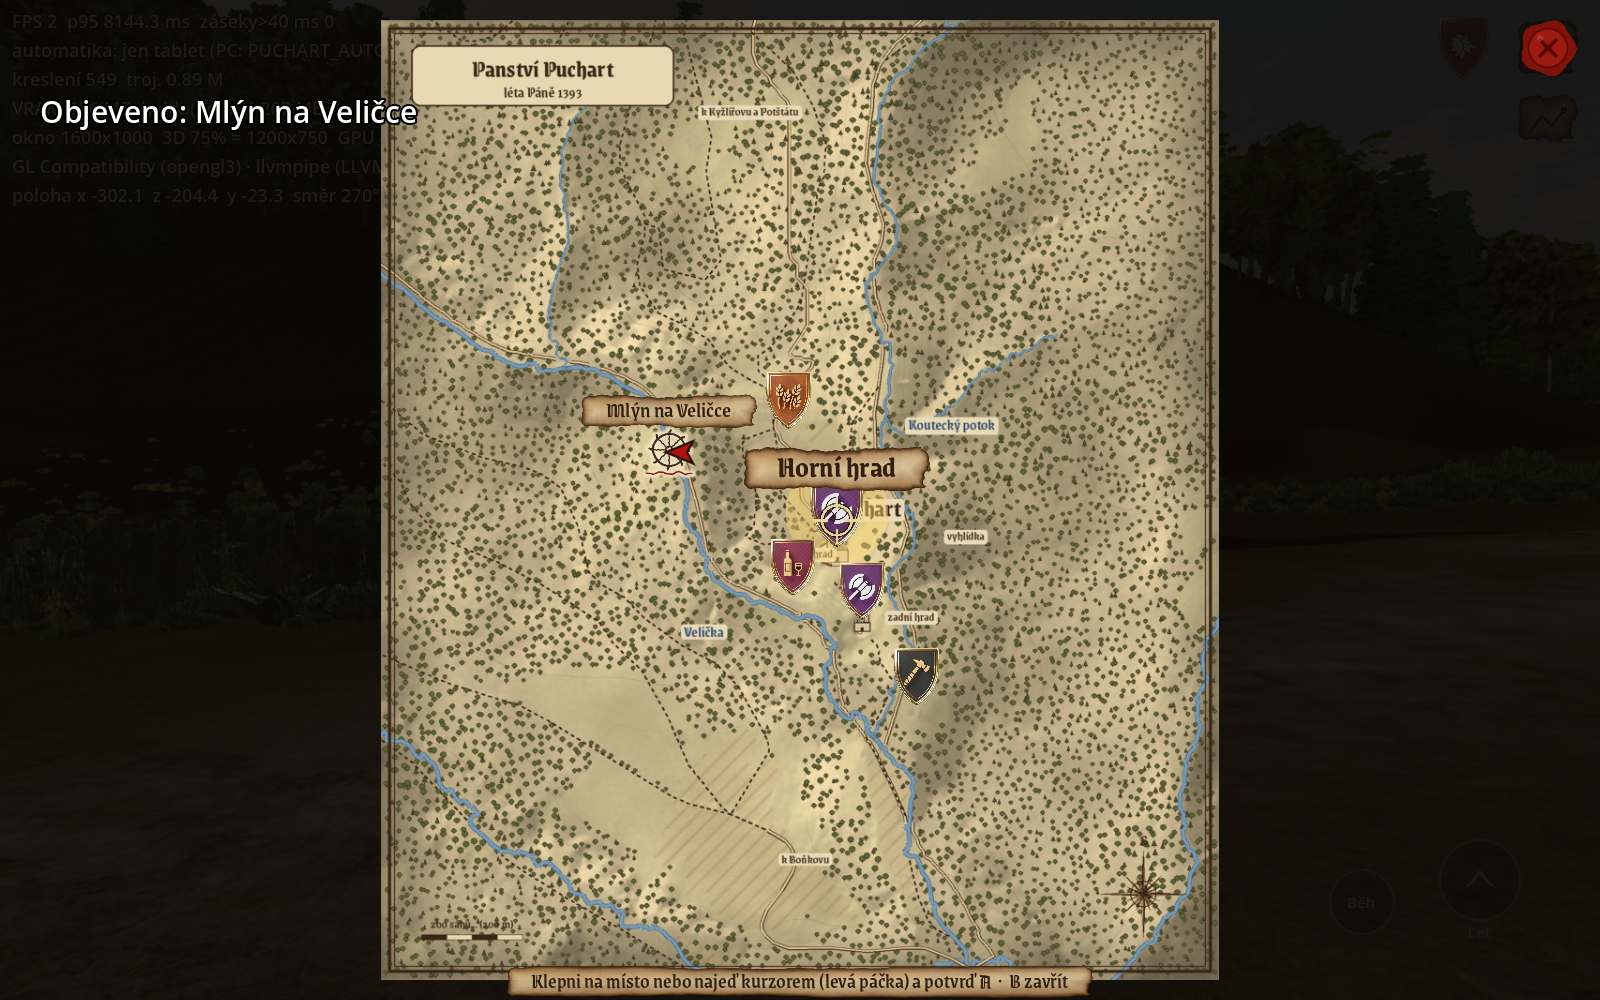 FPS 2 p95 8144.3 ms záseky>40 ms 0
automatika: jen tablet (PC: PUCHART_AUTO
kreslení 549 troj. 0.89 M
Objeveno: Mlýn na Veličce
okno 1600x1000 3D 75% = 1200x750 GPU
GL Compatibility (opengl3) · llvmpipe (LLVM
poloha x -302.1 z -204.4 y -23.3 směr 270°
Panství Puchart
léta Páně 1393
k Kyžlířovu a Potštátu
Mlýn na Veličce
Koutecký potok
Horní hrad
hart
vyhlídka
hrad
zadní hrad
Velička
k Boňkovu
200 sáhů (200 m)
Běh
Let
Klepni na místo nebo najeď kurzorem (levá páčka) a potvrď A · B zavřít